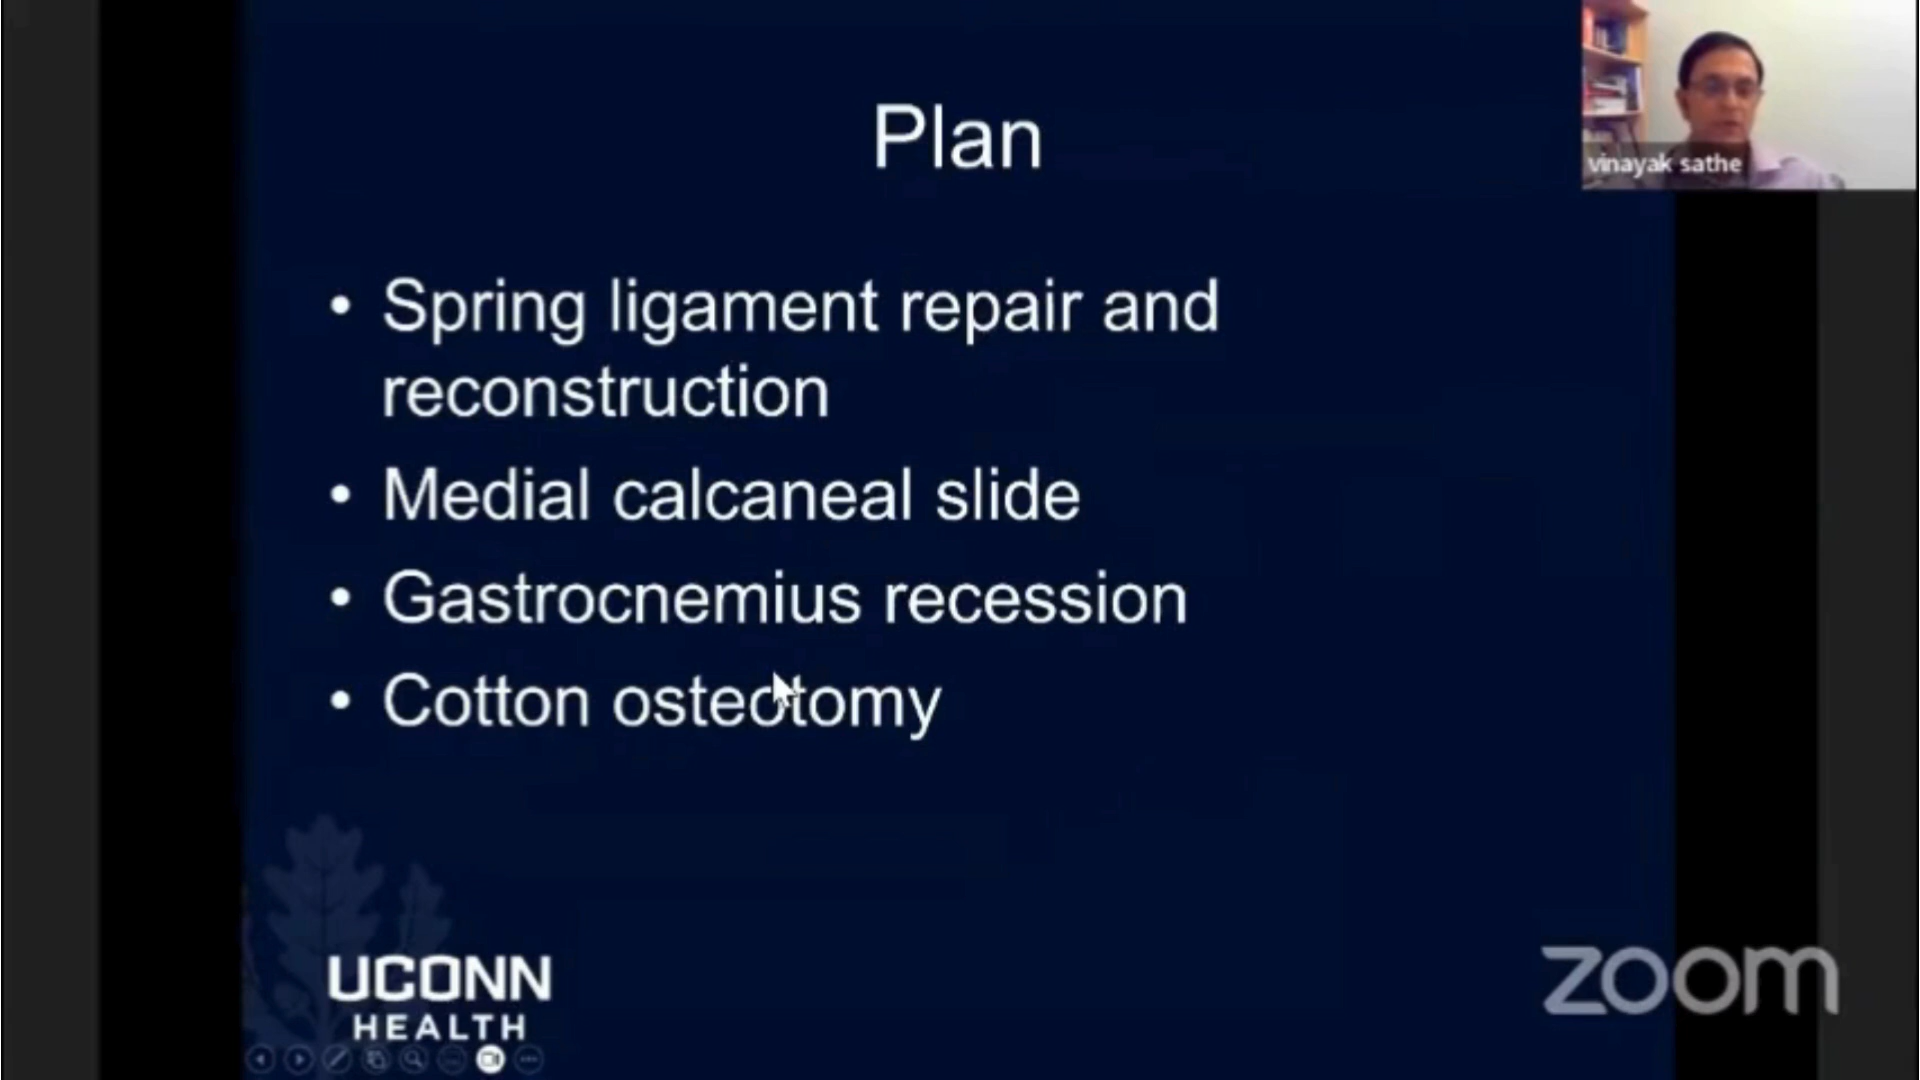 Plan
vinayak sathe
• Spring ligament repair and
reconstruction
• Medial calcaneal slide
• Gastrocnemius recession
• Cotton osteotomy
UCONN
HEALTH
zoom